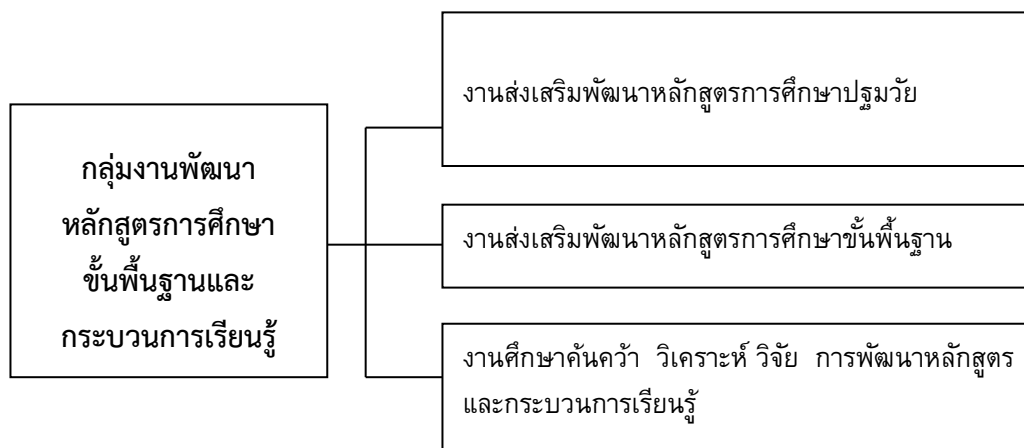 กลุ่มงานพัฒนา
หลักสูตรการศึกษา
ขั้นพื้นฐานและ
กระบวนการเรียนรู้
งานส่งเสริมพัฒนาหลักสูตรการศึกษาปฐมวัย
งานส่งเสริมพัฒนาหลักสูตรการศึกษาขั้นพื้นฐาน
งานศึกษาค้นคว้า วิเคราะห์ วิจัย การพัฒนาหลักสูตร
และกระบวนการเรียนรู้